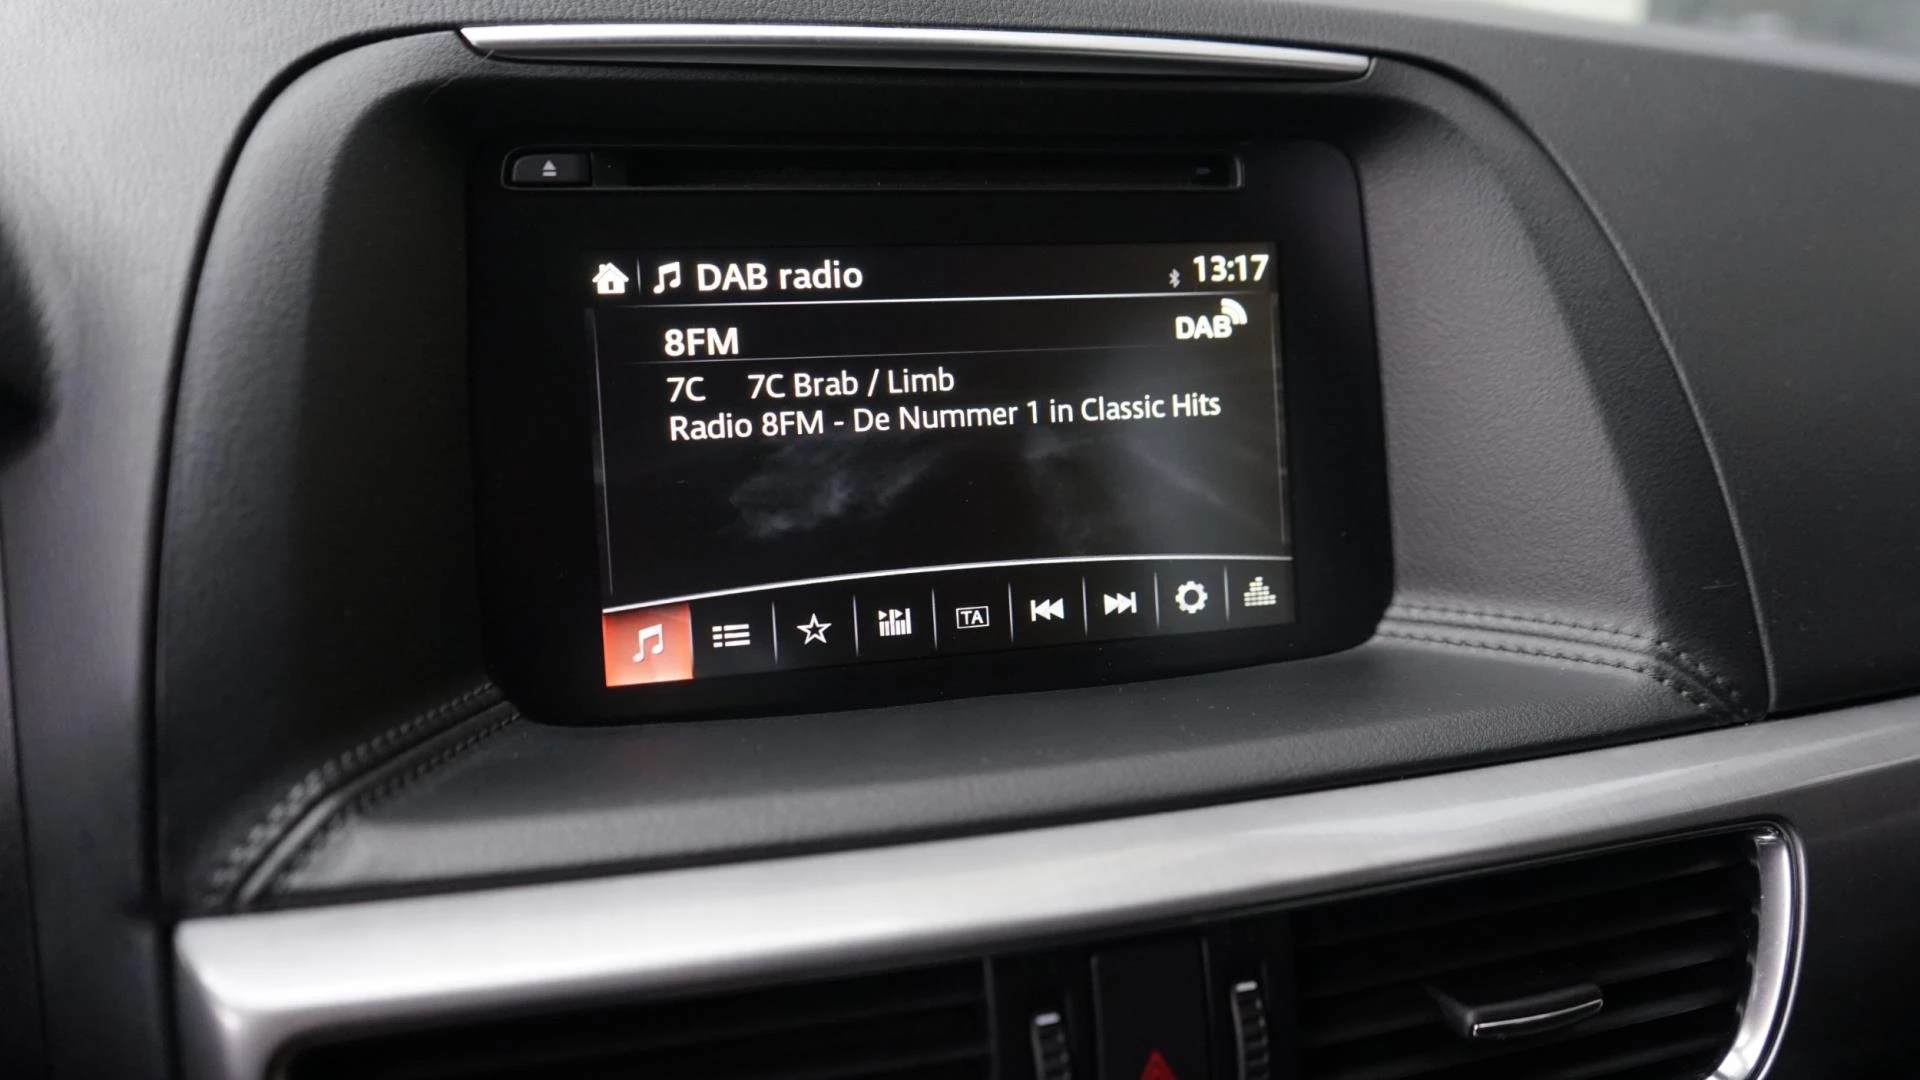 DAB radio
13:17
8FM
DAB
7C 7C Brab / Limb
Radio 8FM - De Nummer 1 in Classic Hits
TA